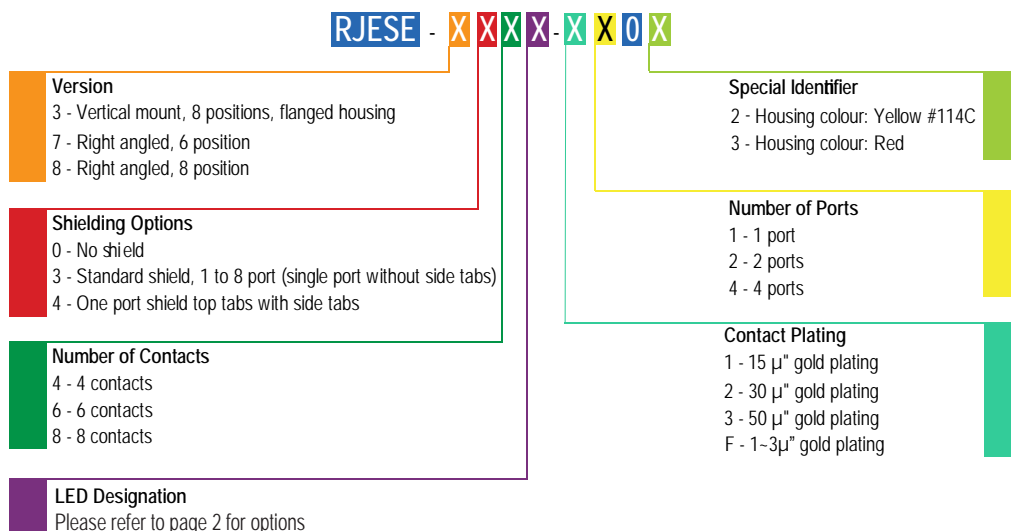 RJESE - X X X X - X X 0 X
Version
3 - Vertical mount, 8 positions, flanged housing
7 - Right angled, 6 position
8 - Right angled, 8 position
Shielding Options
0 - No shield
3 - Standard shield, 1 to 8 port (single port without side tabs)
4 - One port shield top tabs with side tabs
Number of Contacts
4 - 4 contacts
6 - 6 contacts
8 - 8 contacts
LED Designation
Please refer to page 2 for options
Special Identifier
2 - Housing colour: Yellow #114C
3 - Housing colour: Red
Number of Ports
1 - 1 port
2 - 2 ports
4 - 4 ports
Contact Plating
1 - 15 µ" gold plating
2 - 30 µ" gold plating
3 - 50 µ" gold plating
F - 1~3µ” gold plating